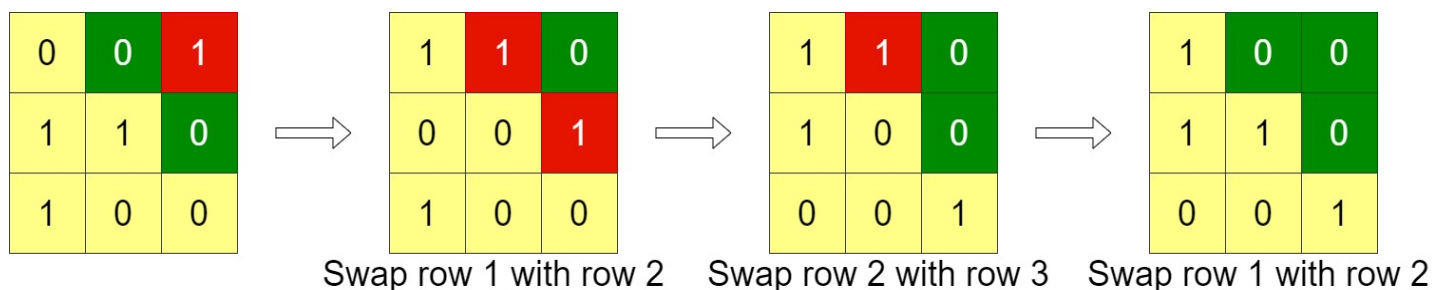 0 0 1 1 1 0 1 1 0 1 0 0
1 1 0 0 0 1 1 0 0 1 1 0
1 0 0 1 0 0 0 0 1 0 0 1
Swap row 1 with row 2 Swap row 2 with row 3 Swap row 1 with row 2